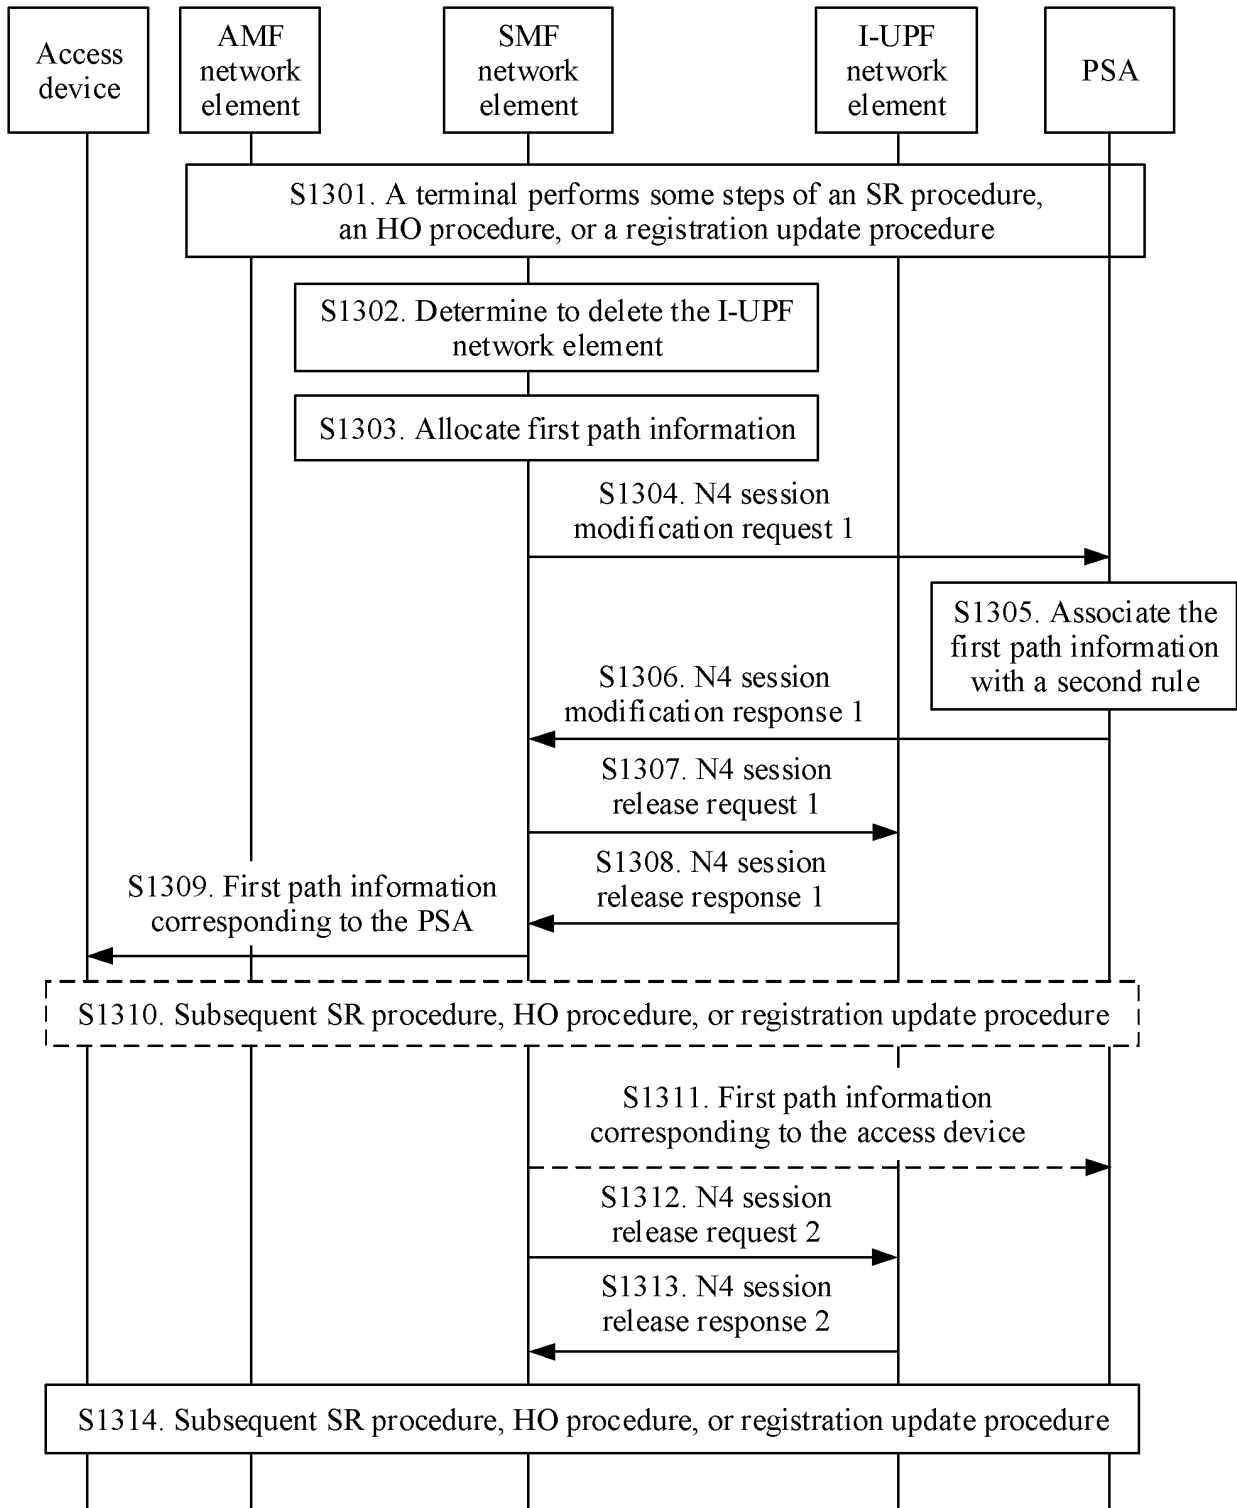 Access
device
AMF
network
element
SMF
network
element
I-UPF
network
element
PSA
S1301. A terminal performs some steps of an SR procedure,
an HO procedure, or a registration update procedure
S1302. Determine to delete the I-UPF
network element
S1303. Allocate first path information
S1304. N4 session
modification request 1
S1305. Associate the
first path information
with a second rule
S1306. N4 session
modification response 1
S1307. N4 session
release request 1
S1308. N4 session
release response 1
S1309. First path information
corresponding to the PSA
S1310. Subsequent SR procedure, HO procedure, or registration update procedure
S1311. First path information
corresponding to the access device
S1312. N4 session
release request 2
S1313. N4 session
release response 2
S1314. Subsequent SR procedure, HO procedure, or registration update procedure